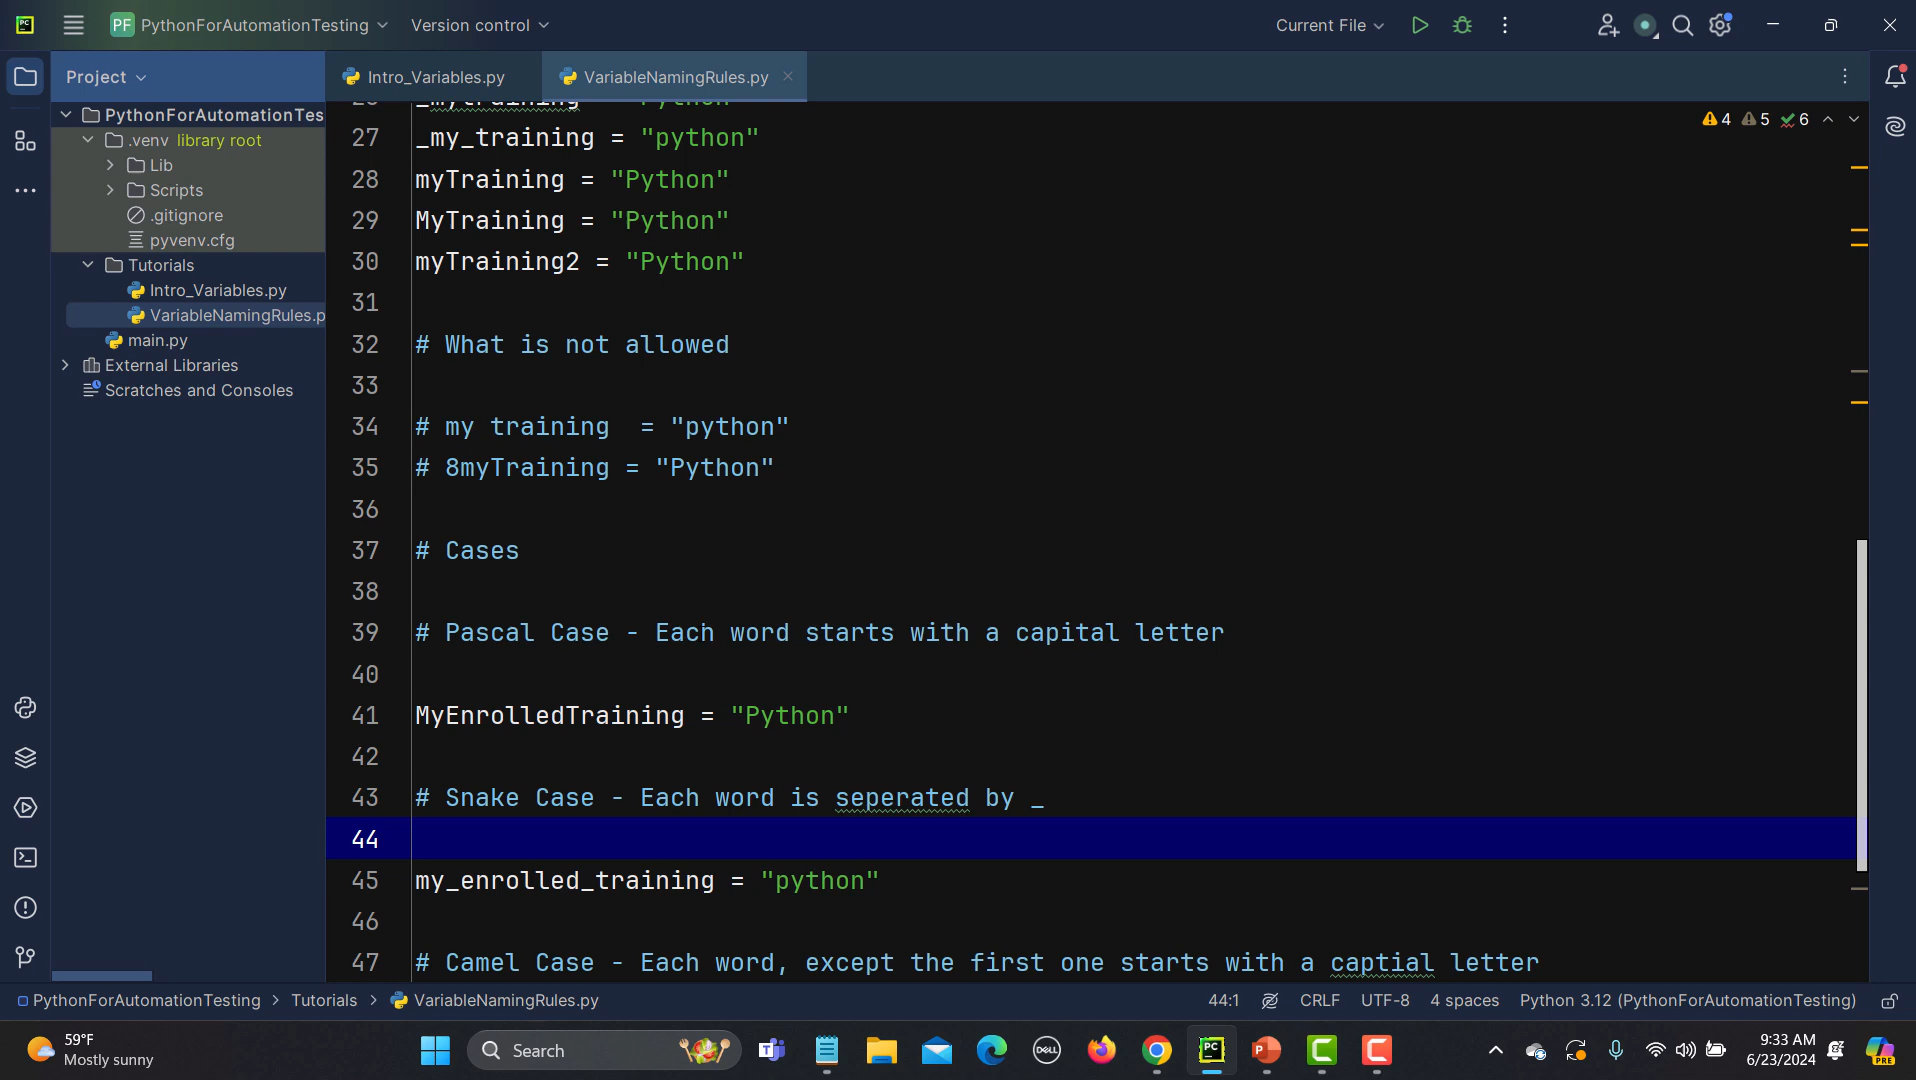 PF PythonForAutomationTesting Version control Current File
Project
Intro_Variables.py VariableNamingRules.py
PythonForAutomationTes
.venv library root
Lib
Scripts
.gitignore
pyvenv.cfg
Tutorials
Intro_Variables.py
VariableNamingRules.p
main.py
External Libraries
Scratches and Consoles
4 5 6
27 _my_training = "python"
28 myTraining = "Python"
29 MyTraining = "Python"
30 myTraining2 = "Python"
31
32 # What is not allowed
33
34 # my training  = "python"
35 # 8myTraining = "Python"
36
37 # Cases
38
39 # Pascal Case - Each word starts with a capital letter
40
41 MyEnrolledTraining = "Python"
42
43 # Snake Case - Each word is seperated by _
44
45 my_enrolled_training = "python"
46
47 # Camel Case - Each word, except the first one starts with a captial letter
PythonForAutomationTesting > Tutorials > VariableNamingRules.py 44:1 CRLF UTF-8 4 spaces Python 3.12 (PythonForAutomationTesting)
59°F
Mostly sunny
Search
DELL
9:33 AM
6/23/2024
PRE